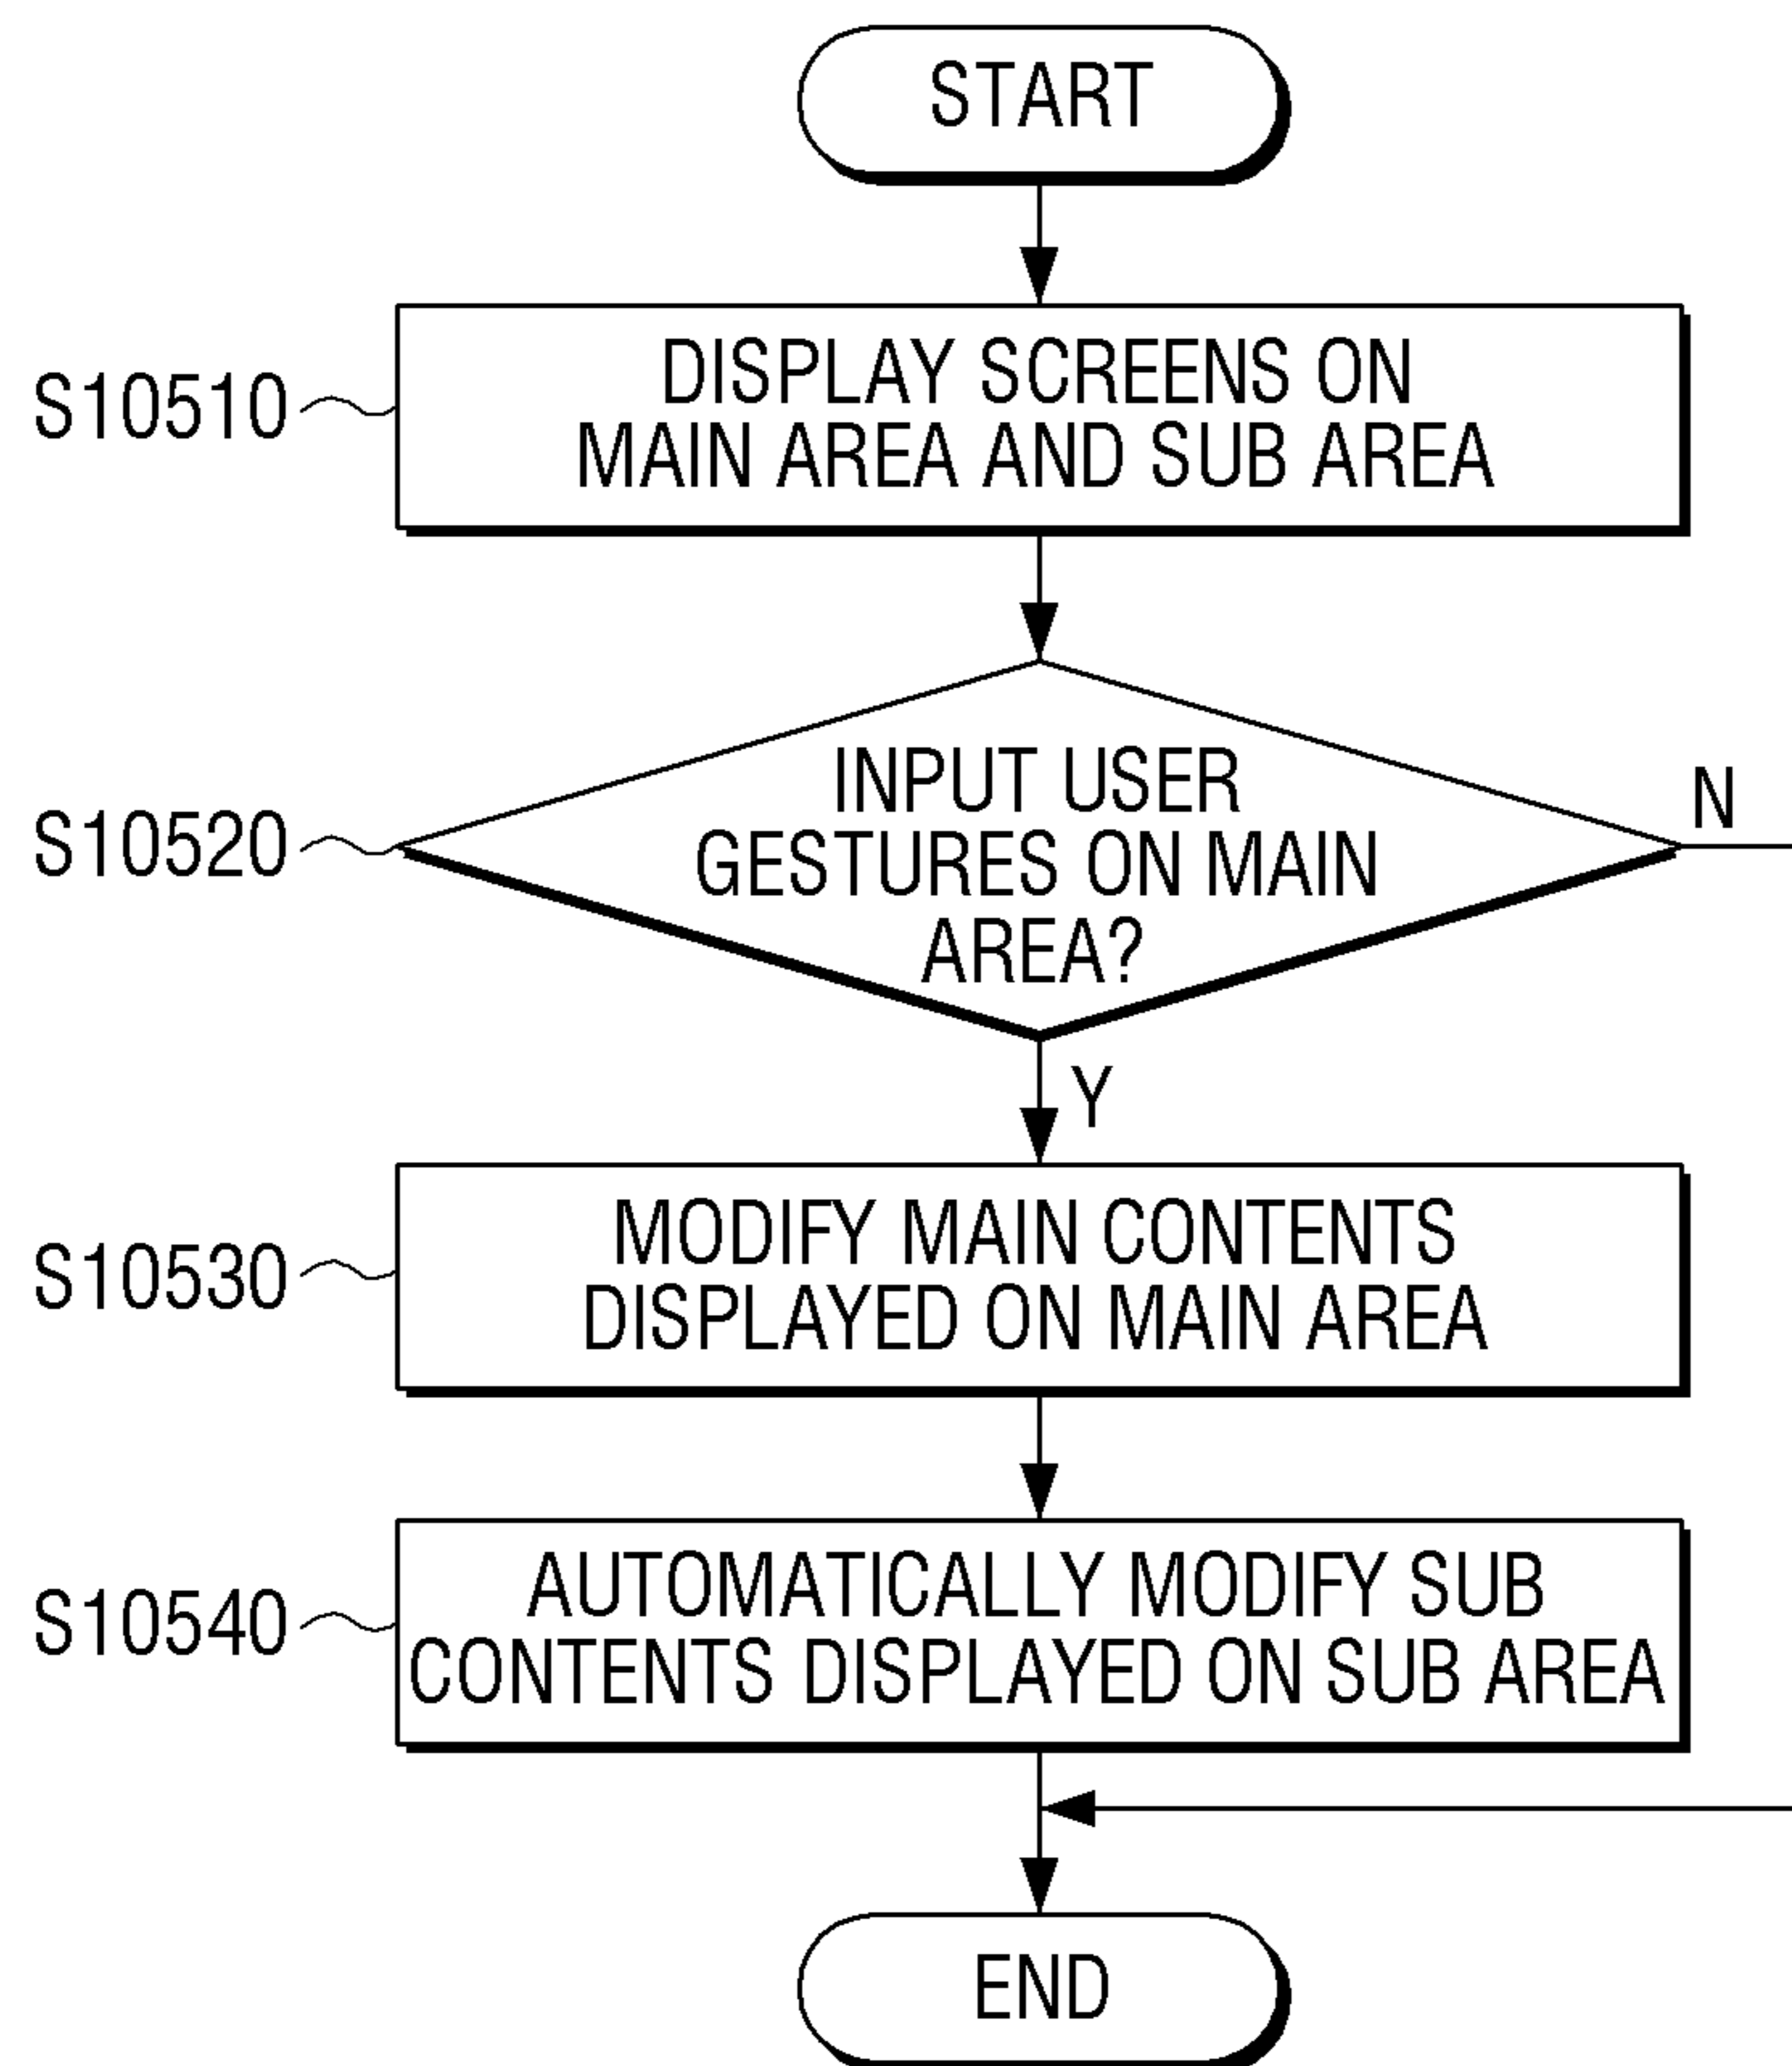 START
S10510
DISPLAY SCREENS ON
MAIN AREA AND SUB AREA
S10520
INPUT USER
GESTURES ON MAIN
AREA?
N
Y
S10530
MODIFY MAIN CONTENTS
DISPLAYED ON MAIN AREA
S10540
AUTOMATICALLY MODIFY SUB
CONTENTS DISPLAYED ON SUB AREA
END